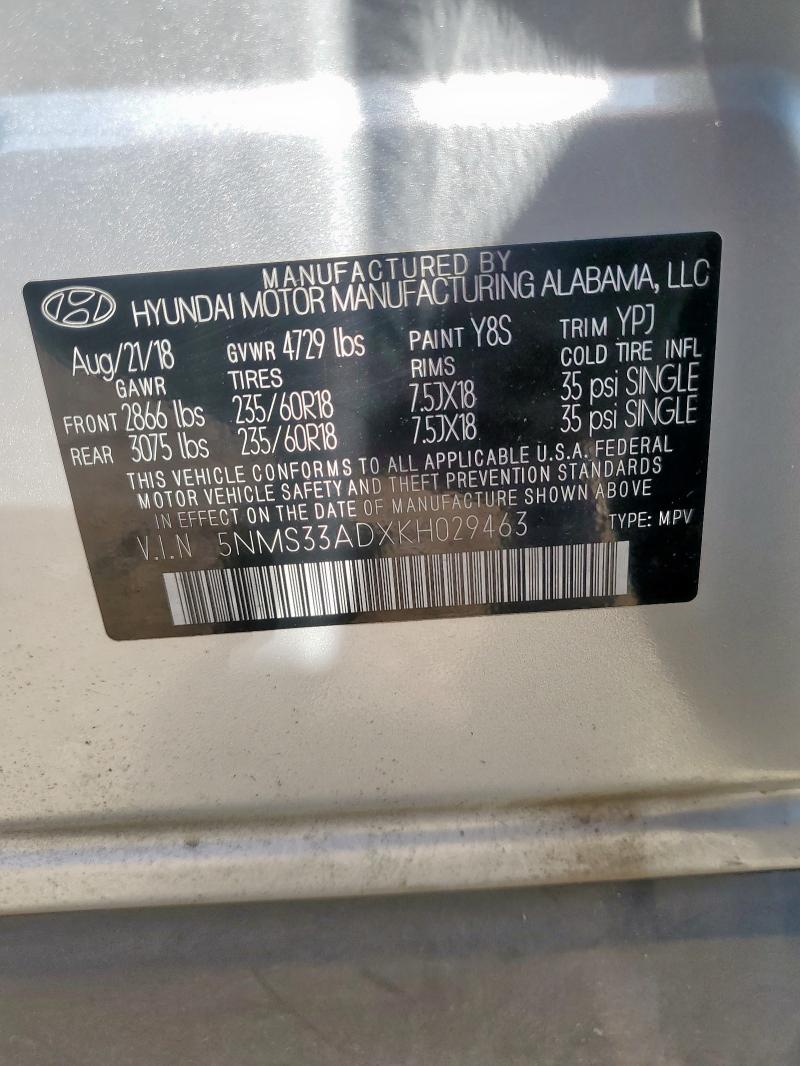 MANUFACTURED BY
HYUNDAI MOTOR MANUFACTURING ALABAMA, LLC
Aug/21/18 GVWR 4729 lbs PAINT Y8S TRIM YPJ
GAWR TIRES RIMS COLD TIRE INFL
FRONT 2866 lbs 235/60R18 7.5JX18 35 psi SINGLE
REAR 3075 lbs 235/60R18 7.5JX18 35 psi SINGLE
THIS VEHICLE CONFORMS TO ALL APPLICABLE U.S.A. FEDERAL
MOTOR VEHICLE SAFETY AND THEFT PREVENTION STANDARDS
IN EFFECT ON THE DATE OF MANUFACTURE SHOWN ABOVE
V.I.N 5NMS33ADXKH029463 TYPE: MPV